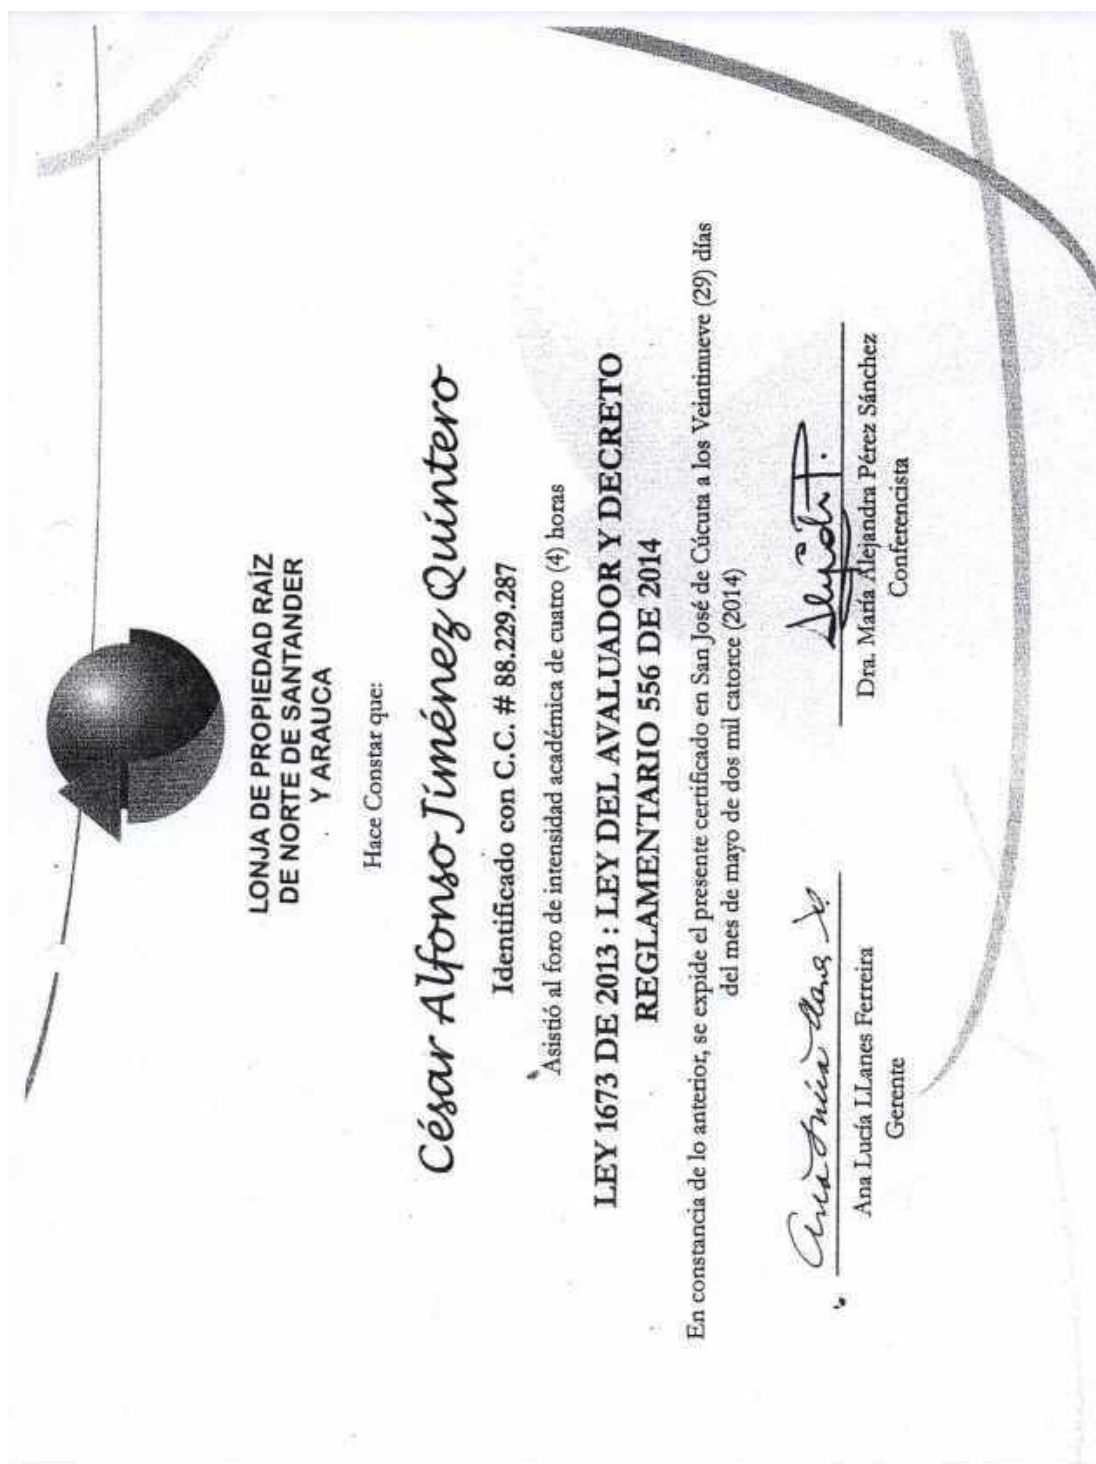 LONJA DE PROPIEDAD RAÍZ
DE NORTE DE SANTANDER
Y ARAUCA
Hace Constar que:
César Alfonso Jiménez Quintero
Identificado con C.C. # 88.229.287
Asistió al foro de intensidad académica de cuatro (4) horas
LEY 1673 DE 2013 : LEY DEL AVALUADOR Y DECRETO
REGLAMENTARIO 556 DE 2014
En constancia de lo anterior, se expide el presente certificado en San José de Cúcuta a los Veintinueve (29) días
del mes de mayo de dos mil catorce (2014)
Ana Lucía LLanes Ferreira
Gerente
Dra. María Alejandra Pérez Sánchez
Conferencista